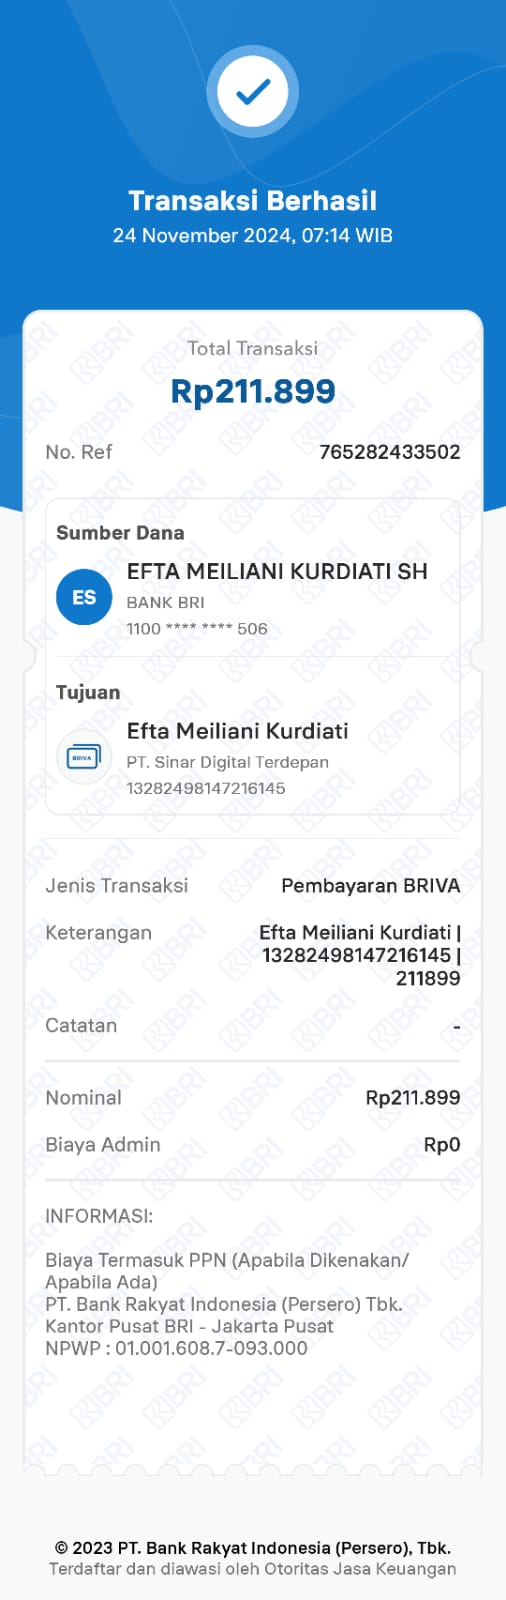 Transaksi Berhasil
24 November 2024, 07:14 WIB
Total Transaksi
Rp211.899
No. Ref 765282433502
Sumber Dana
ES
EFTA MEILIANI KURDIATI SH
BANK BRI
1100 **** **** 506
Tujuan
BRIVA
Efta Meiliani Kurdiati
PT. Sinar Digital Terdepan
13282498147216145
Jenis Transaksi Pembayaran BRIVA
Keterangan Efta Meiliani Kurdiati |
13282498147216145 |
211899
Catatan -
Nominal Rp211.899
Biaya Admin Rp0
INFORMASI:
Biaya Termasuk PPN (Apabila Dikenakan/
Apabila Ada)
PT. Bank Rakyat Indonesia (Persero) Tbk.
Kantor Pusat BRI - Jakarta Pusat
NPWP : 01.001.608.7-093.000
© 2023 PT. Bank Rakyat Indonesia (Persero), Tbk.
Terdaftar dan diawasi oleh Otoritas Jasa Keuangan